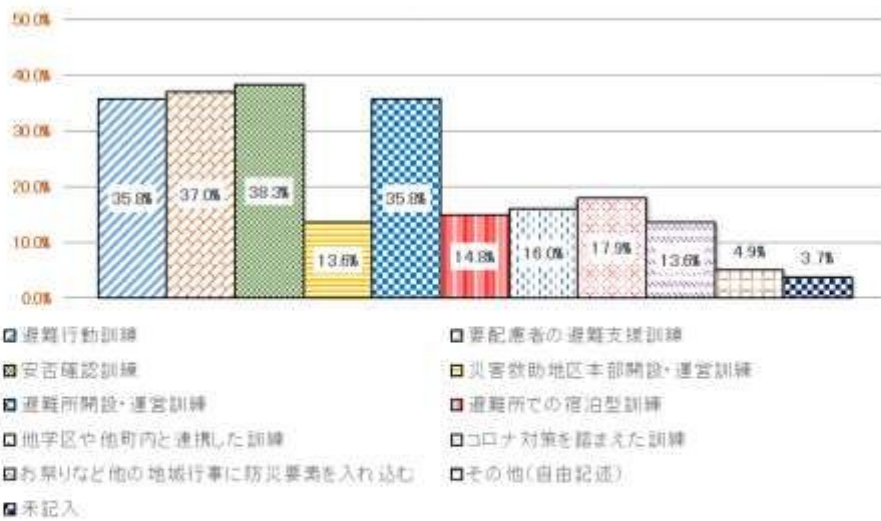 50.0%
40.0%
30.0%
20.0%
10.0%
0.0%
35.8%
37.0%
38.3%
13.6%
35.8%
14.8%
16.0%
17.9%
13.6%
4.9%
3.7%
避難行動訓練
要配慮者の避難支援訓練
安否確認訓練
災害救助地区本部開設・運営訓練
避難所開設・運営訓練
避難所での宿泊型訓練
他学区や他町内と連携した訓練
コロナ対策を踏まえた訓練
お祭りなど他の地域行事に防災要素を入れ込む
その他(自由記述)
未記入